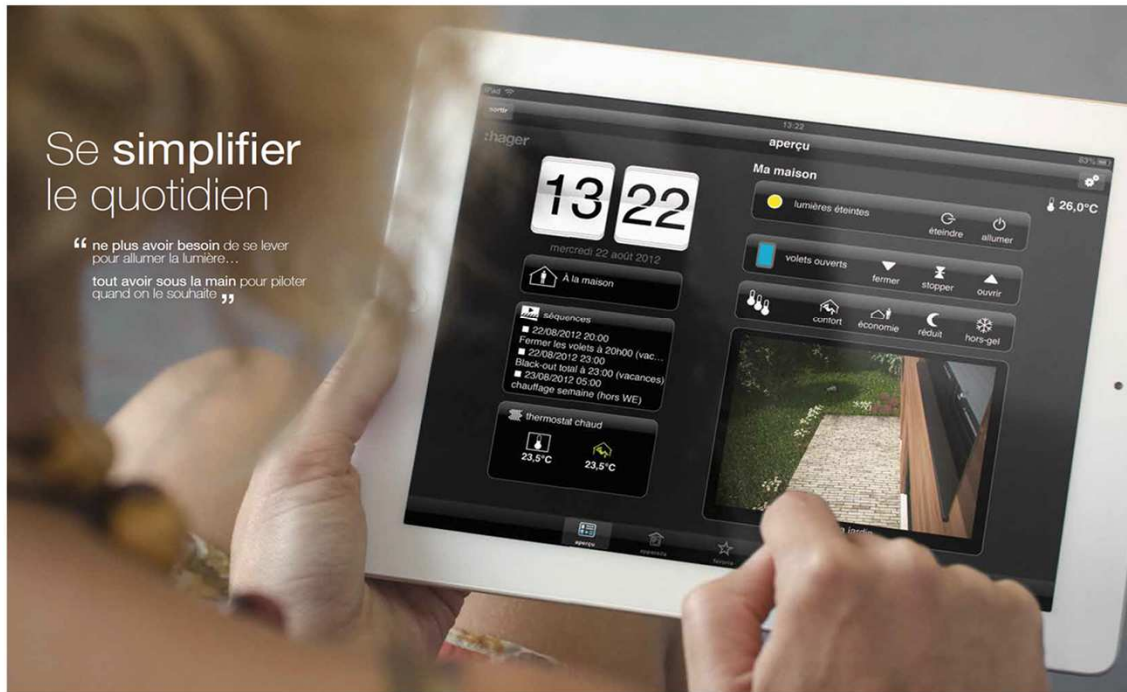 Se simplifier
le quotidien
“ ne plus avoir besoin de se lever
pour allumer la lumière…
tout avoir sous la main pour piloter
quand on le souhaite ”
iPad
13:22
83%
sortir
aperçu
:hager
13 22
mercredi 22 août 2012
À la maison
séquences
22/08/2012 20:00
Fermer les volets à 20h00 (vac...
22/08/2012 23:00
Black-out total à 23:00 (vacances)
23/08/2012 05:00
chauffage semaine (hors WE)
thermostat chaud
23,5°C 23,5°C
Ma maison
26,0°C
lumières éteintes
éteindre allumer
volets ouverts
fermer stopper ouvrir
confort économie réduit hors-gel
jardin
aperçu appareils favoris